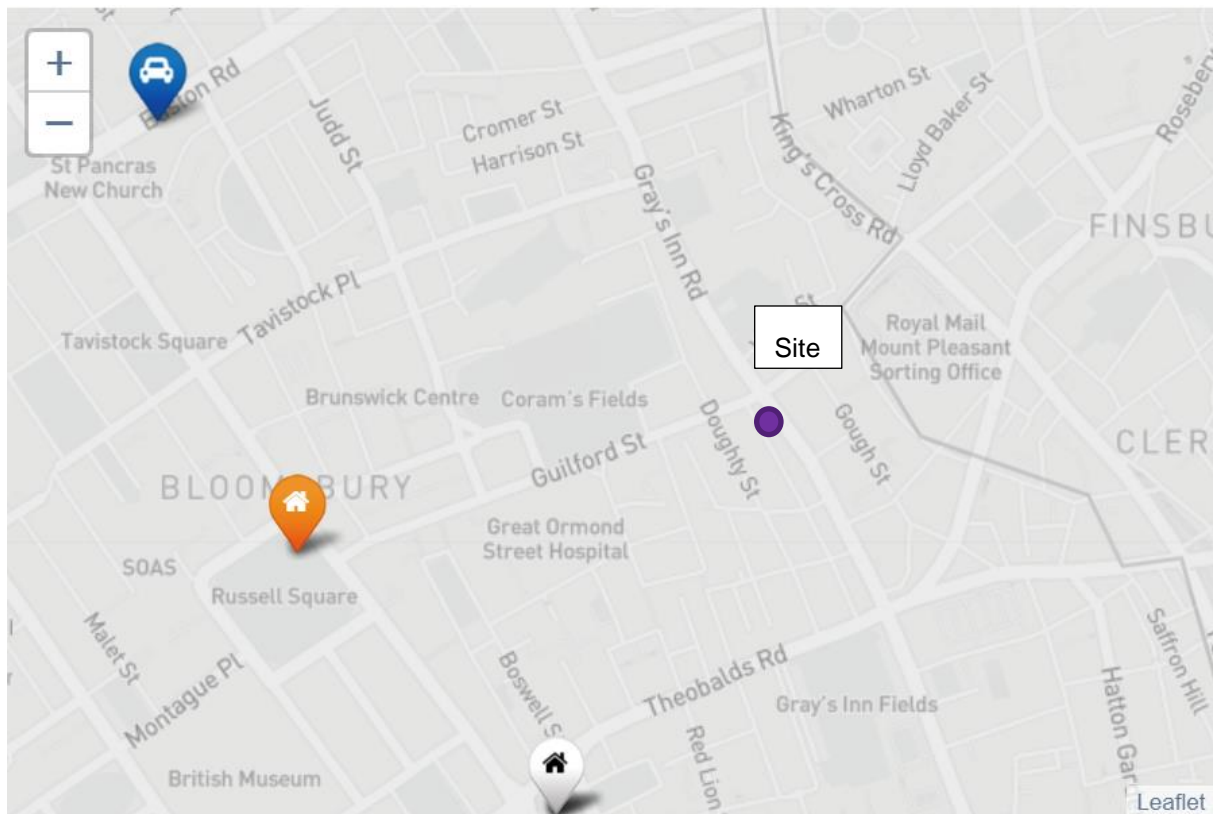 +
−
Euston Rd
St Pancras
New Church
Judd St
Cromer St
Harrison St
Wharton St
Lloyd Baker St
King's Cross Rd
Gray's Inn Rd
FINSBU
Tavistock Pl
Tavistock Square
St
Site
Royal Mail
Mount Pleasant
Sorting Office
Brunswick Centre
Coram's Fields
Doughty St
Gough St
Guilford St
CLER
BLOOMSBURY
Great Ormond
Street Hospital
SOAS
Russell Square
Malet St
Montague Pl
Boswell S
Theobalds Rd
Gray's Inn Fields
Red Lion
Hatton Gard
Saffron Hill
British Museum
Leaflet